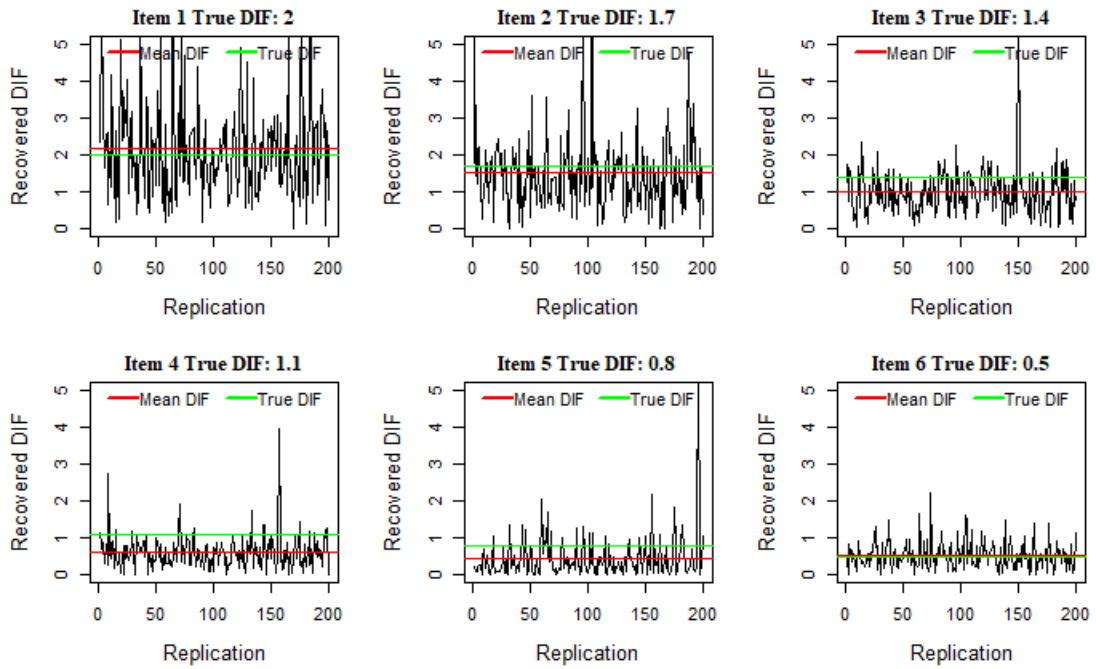 Item 1 True DIF: 2
Recovered DIF
5
4
3
2
1
0
Mean DIF True DIF
0 50 100 150 200
Replication
Item 2 True DIF: 1.7
Recovered DIF
5
4
3
2
1
0
Mean DIF True DIF
0 50 100 150 200
Replication
Item 3 True DIF: 1.4
Recovered DIF
5
4
3
2
1
0
Mean DIF True DIF
0 50 100 150 200
Replication
Item 4 True DIF: 1.1
Recovered DIF
5
4
3
2
1
0
Mean DIF True DIF
0 50 100 150 200
Replication
Item 5 True DIF: 0.8
Recovered DIF
5
4
3
2
1
0
Mean DIF True DIF
0 50 100 150 200
Replication
Item 6 True DIF: 0.5
Recovered DIF
5
4
3
2
1
0
Mean DIF True DIF
0 50 100 150 200
Replication